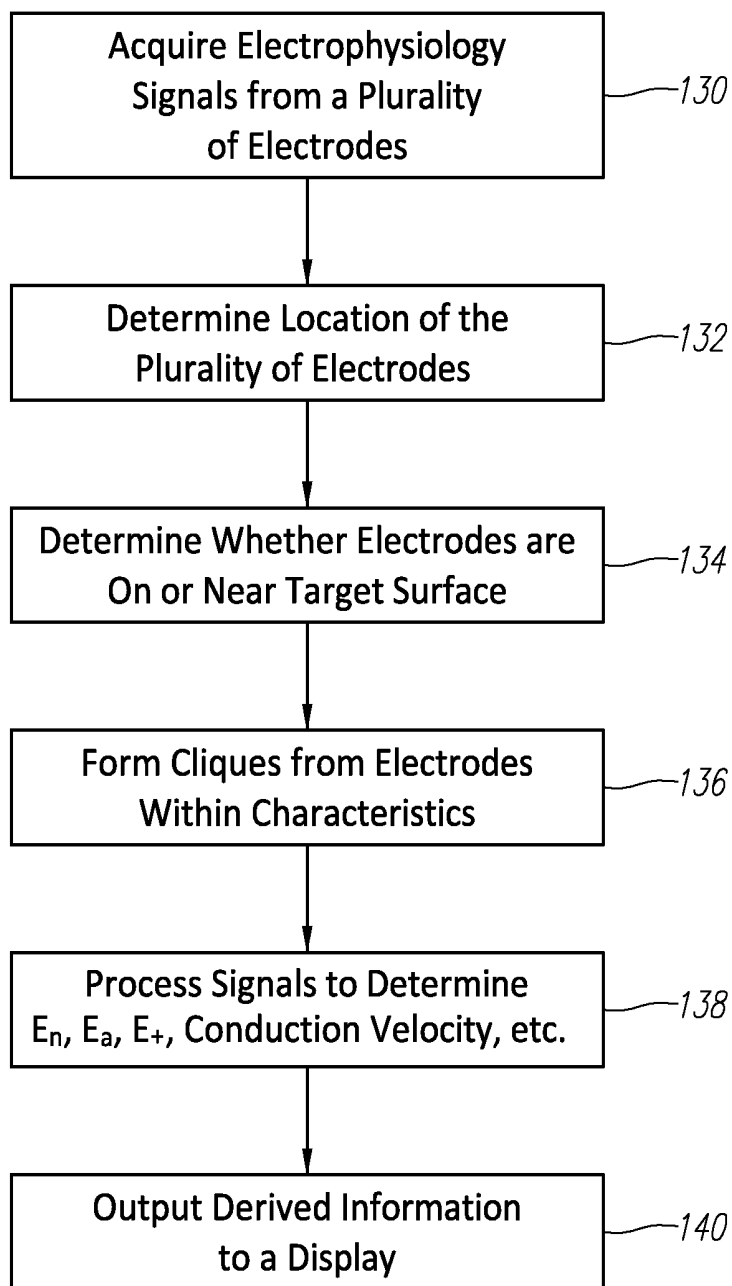 Acquire Electrophysiology
Signals from a Plurality
of Electrodes
130
Determine Location of the
Plurality of Electrodes
132
Determine Whether Electrodes are
On or Near Target Surface
134
Form Cliques from Electrodes
Within Characteristics
136
Process Signals to Determine
Eₙ, Eₐ, E₊, Conduction Velocity, etc.
138
Output Derived Information
to a Display
140